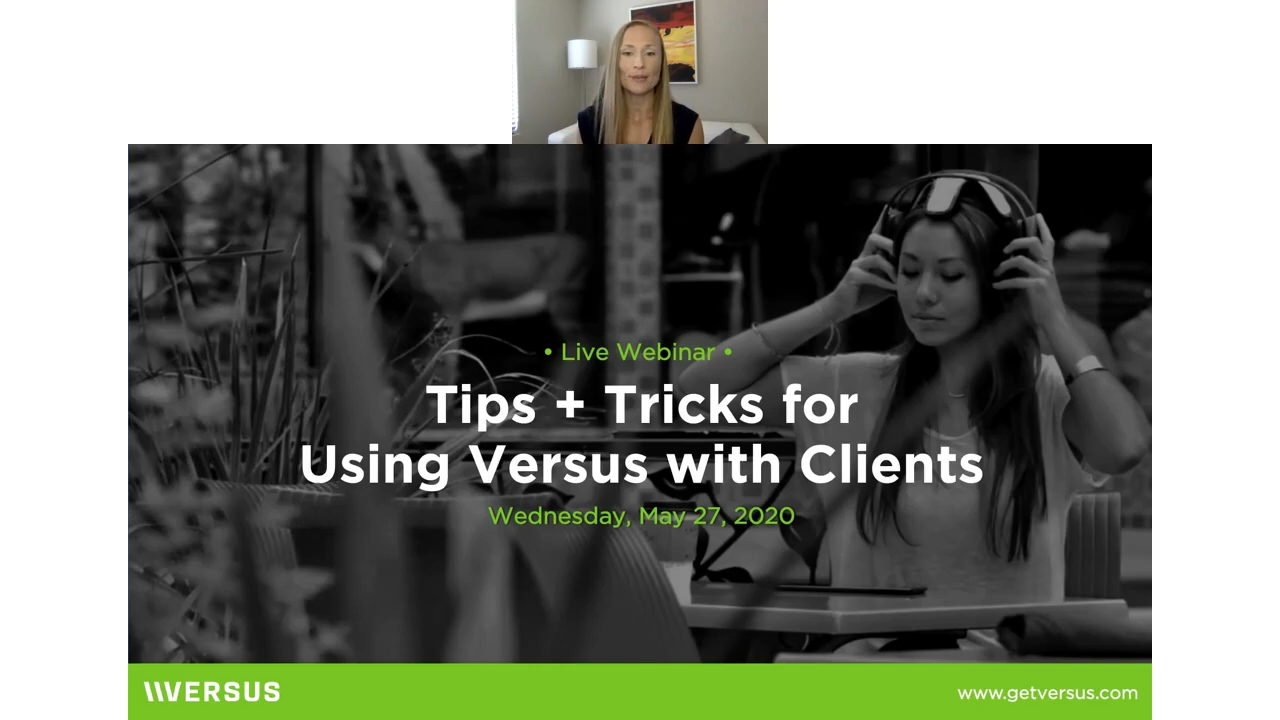 • Live Webinar •
Tips + Tricks for
Using Versus with Clients
Wednesday, May 27, 2020
VERSUS
www.getversus.com